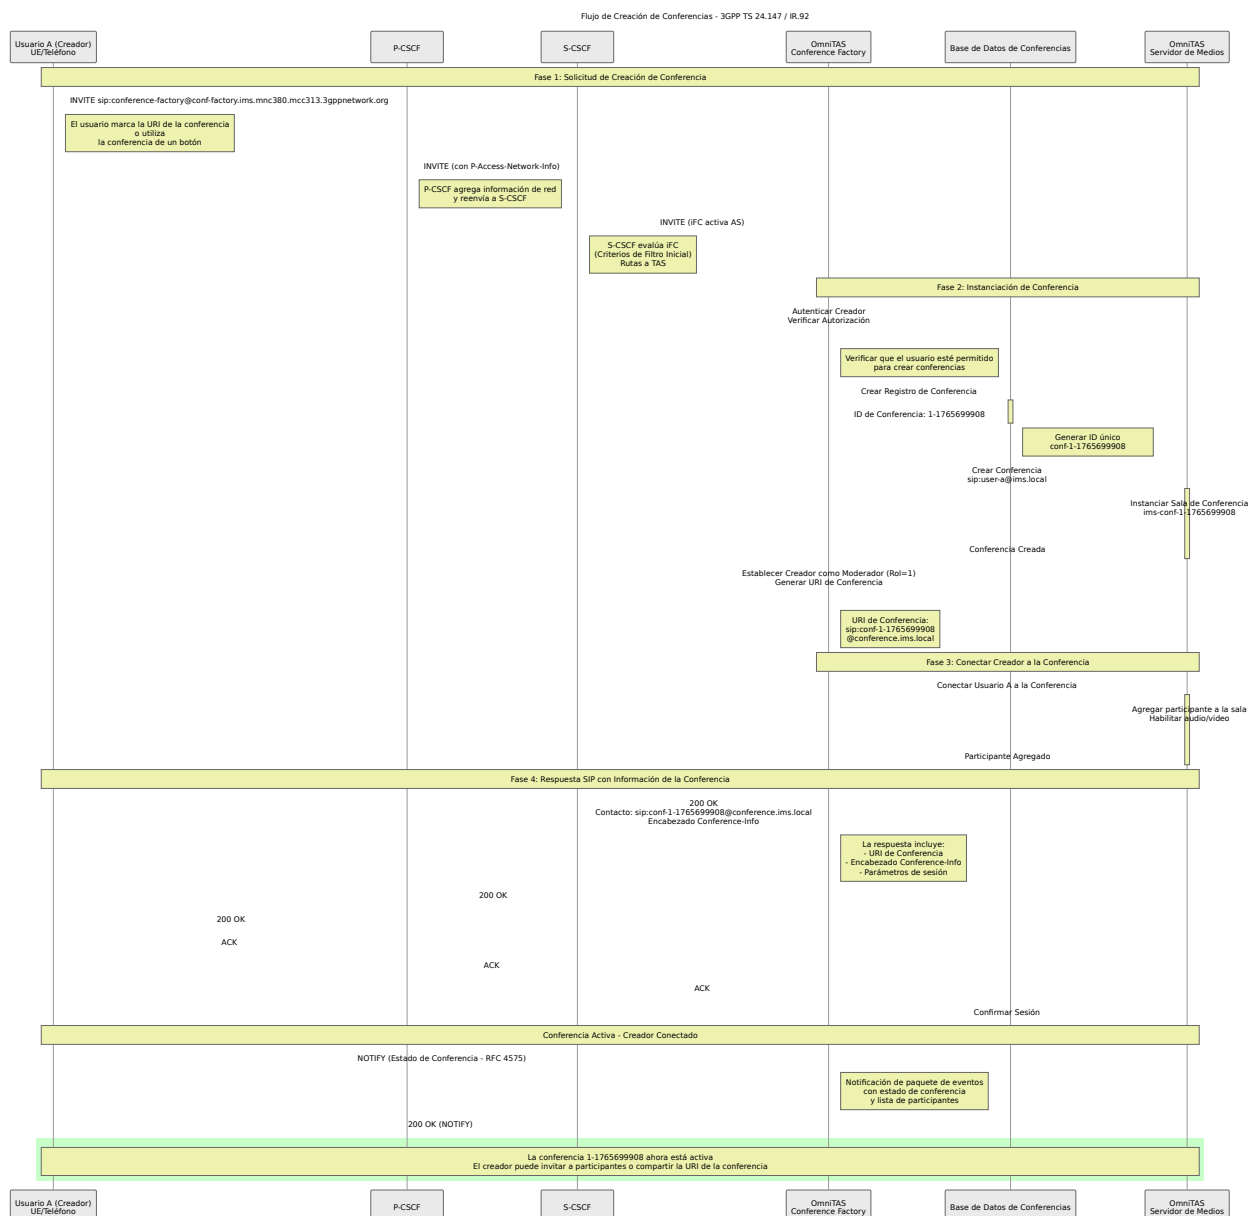 Flujo de Creación de Conferencias - 3GPP TS 24.147 / IR.92
Usuario A (Creador)
UE/Teléfono
P-CSCF
S-CSCF
OmniTAS
Conference Factory
Base de Datos de Conferencias
OmniTAS
Servidor de Medios
Fase 1: Solicitud de Creación de Conferencia
INVITE sip:conference-factory@conf-factory.ims.mnc380.mcc313.3gppnetwork.org
El usuario marca la URI de la conferencia
o utiliza
la conferencia de un botón
INVITE (con P-Access-Network-Info)
P-CSCF agrega información de red
y reenvía a S-CSCF
INVITE (iFC activa AS)
S-CSCF evalúa iFC
(Criterios de Filtro Inicial)
Rutas a TAS
Fase 2: Instanciación de Conferencia
Autenticar Creador
Verificar Autorización
Verificar que el usuario esté permitido
para crear conferencias
Crear Registro de Conferencia
ID de Conferencia: 1-1765699908
Generar ID único
conf-1-1765699908
Crear Conferencia
sip:user-a@ims.local
Instanciar Sala de Conferencia
ims-conf-1-1765699908
Conferencia Creada
Establecer Creador como Moderador (Rol=1)
Generar URI de Conferencia
URI de Conferencia:
sip:conf-1-1765699908
@conference.ims.local
Fase 3: Conectar Creador a la Conferencia
Conectar Usuario A a la Conferencia
Agregar participante a la sala
Habilitar audio/video
Participante Agregado
Fase 4: Respuesta SIP con Información de la Conferencia
200 OK
Contacto: sip:conf-1-1765699908@conference.ims.local
Encabezado Conference-Info
La respuesta incluye:
- URI de Conferencia
- Encabezado Conference-Info
- Parámetros de sesión
200 OK
200 OK
ACK
ACK
ACK
Confirmar Sesión
Conferencia Activa - Creador Conectado
NOTIFY (Estado de Conferencia - RFC 4575)
Notificación de paquete de eventos
con estado de conferencia
y lista de participantes
200 OK (NOTIFY)
La conferencia 1-1765699908 ahora está activa
El creador puede invitar a participantes o compartir la URI de la conferencia
Usuario A (Creador)
UE/Teléfono
P-CSCF
S-CSCF
OmniTAS
Conference Factory
Base de Datos de Conferencias
OmniTAS
Servidor de Medios